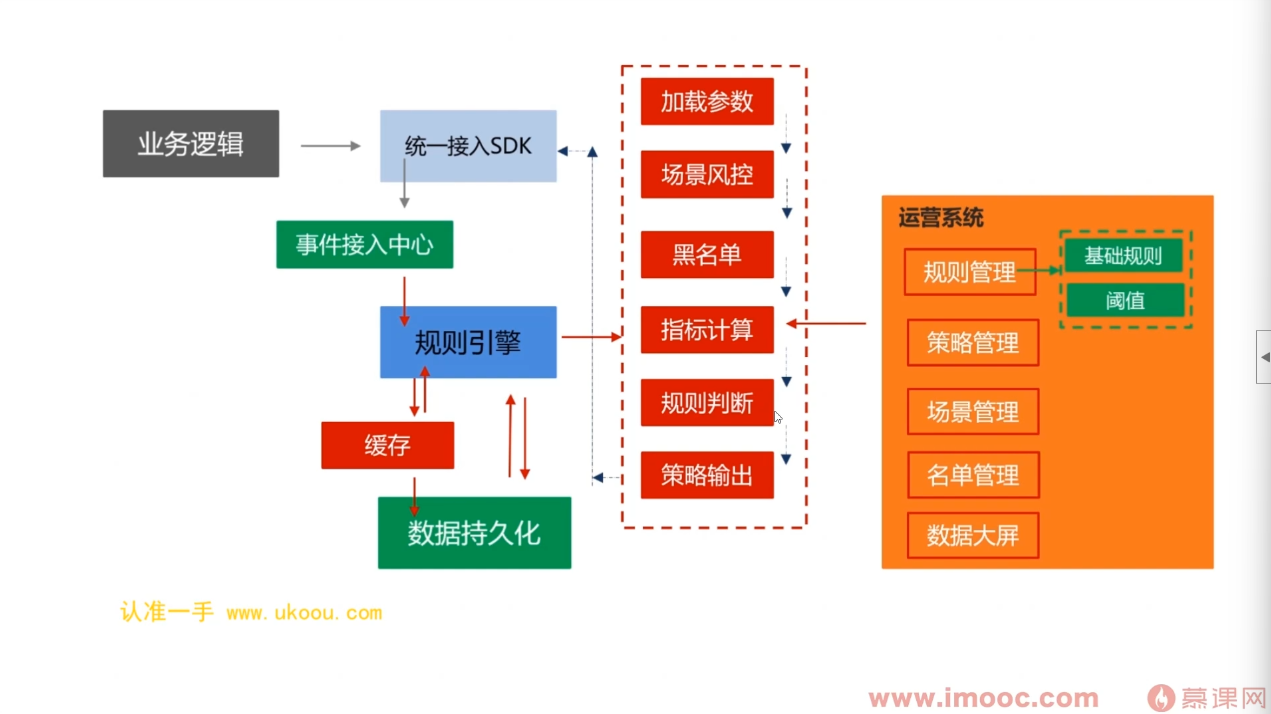 业务逻辑
统一接入SDK
事件接入中心
规则引擎
缓存
数据持久化
加载参数
场景风控
黑名单
指标计算
规则判断
策略输出
运营系统
规则管理
基础规则
阈值
策略管理
场景管理
名单管理
数据大屏
认准一手 www.ukoou.com
www.imooc.com 慕课网